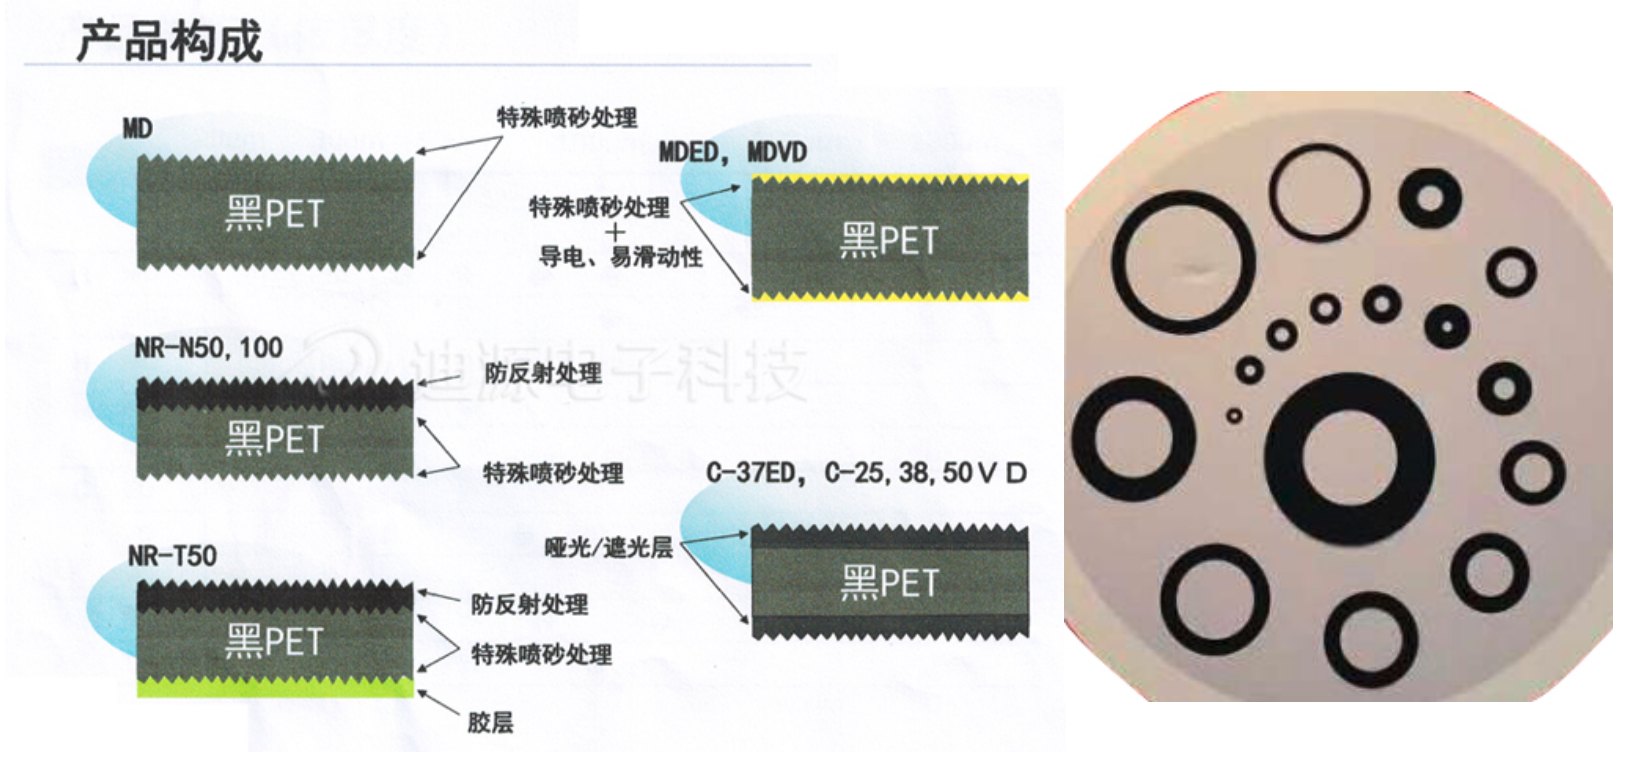 产品构成
MD
特殊喷砂处理
黑PET
MDED, MDVD
特殊喷砂处理
+
导电、易滑动性
黑PET
迪源电子科技
NR-N50,100
防反射处理
黑PET
特殊喷砂处理
C-37ED, C-25,38,50ＶＤ
哑光/遮光层
黑PET
NR-T50
防反射处理
黑PET
特殊喷砂处理
胶层